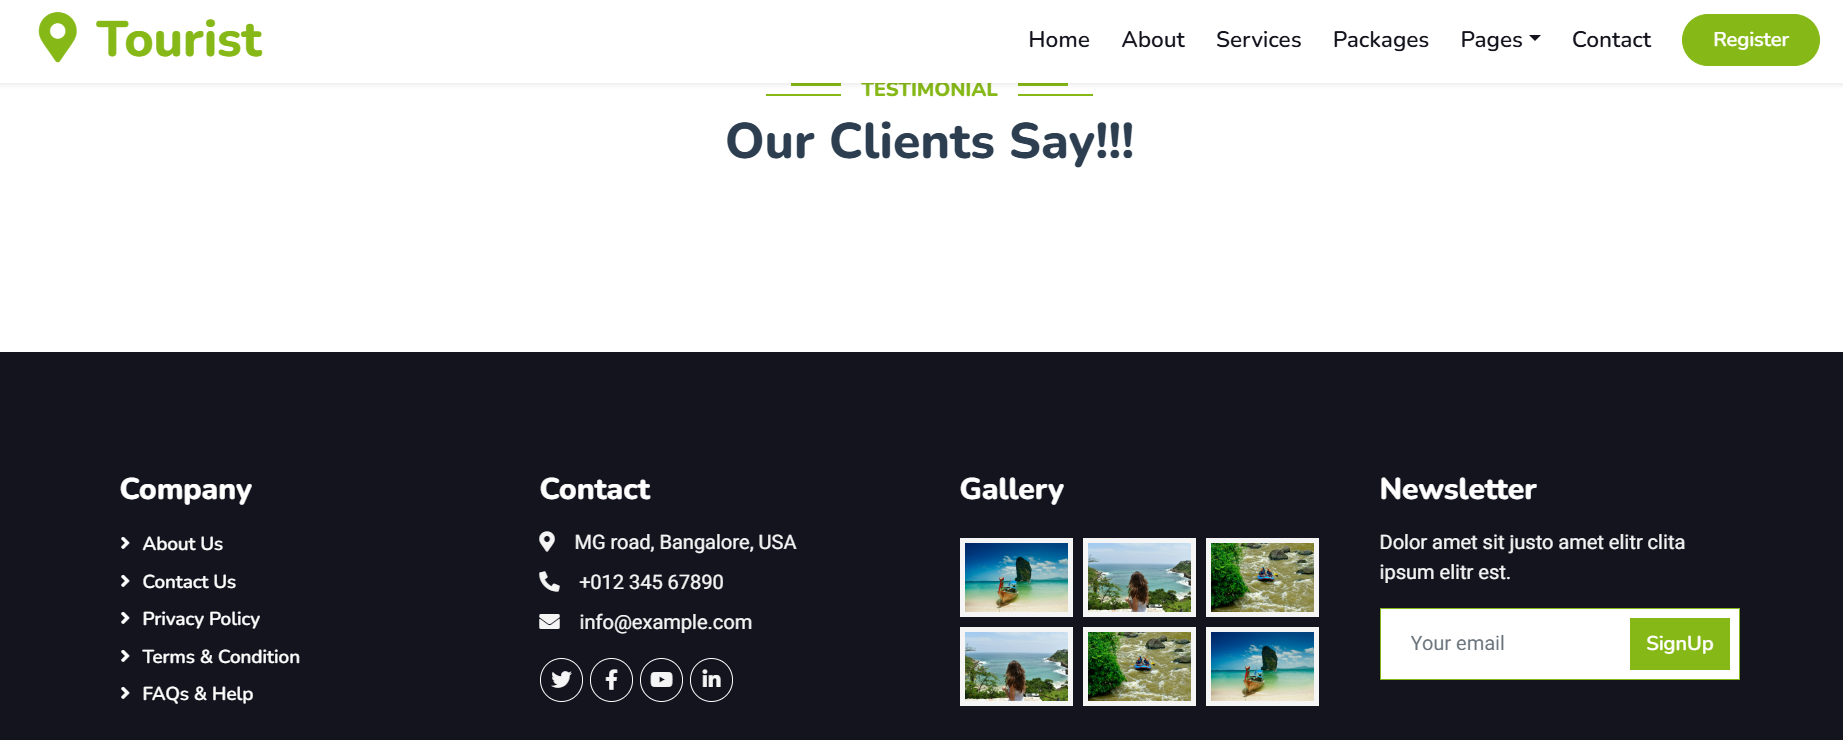 Tourist
Home About Services Packages Pages Contact Register
TESTIMONIAL
Our Clients Say!!!
Company
About Us
Contact Us
Privacy Policy
Terms & Condition
FAQs & Help
Contact
MG road, Bangalore, USA
+012 345 67890
info@example.com
Gallery
Newsletter
Dolor amet sit justo amet elitr clita
ipsum elitr est.
Your email SignUp